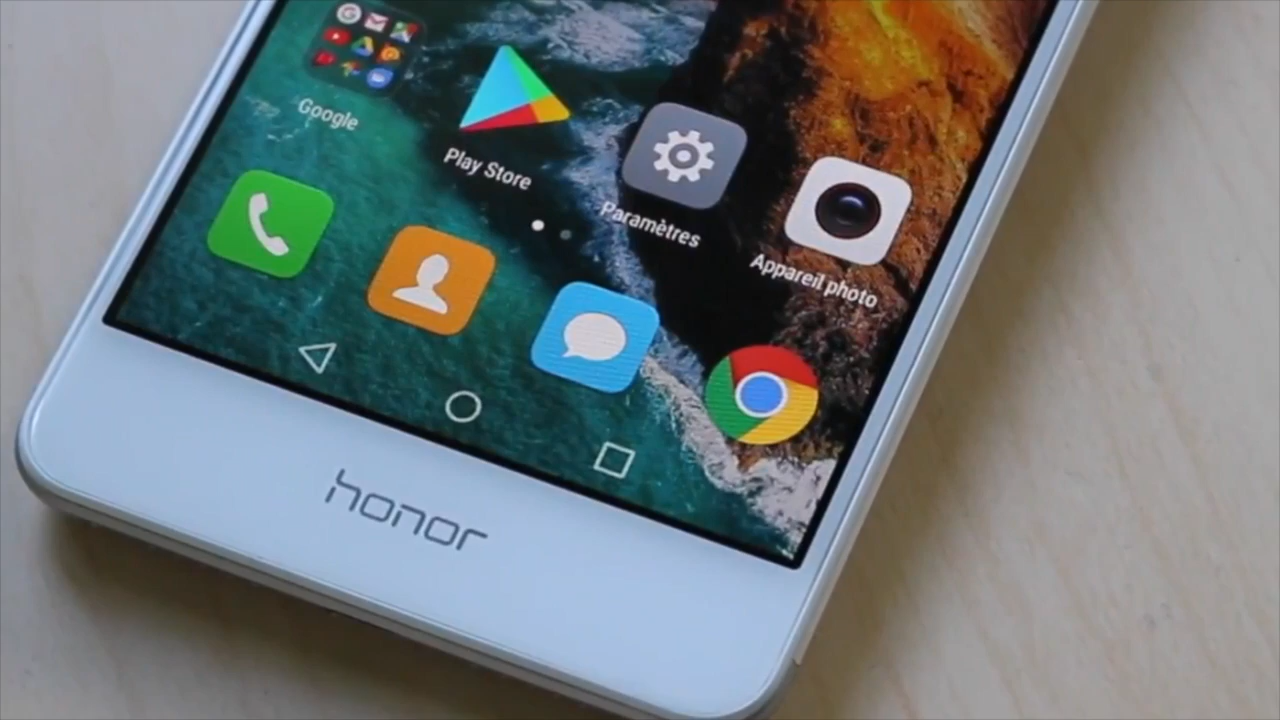 Google
Play Store
Paramètres
Appareil photo
honor